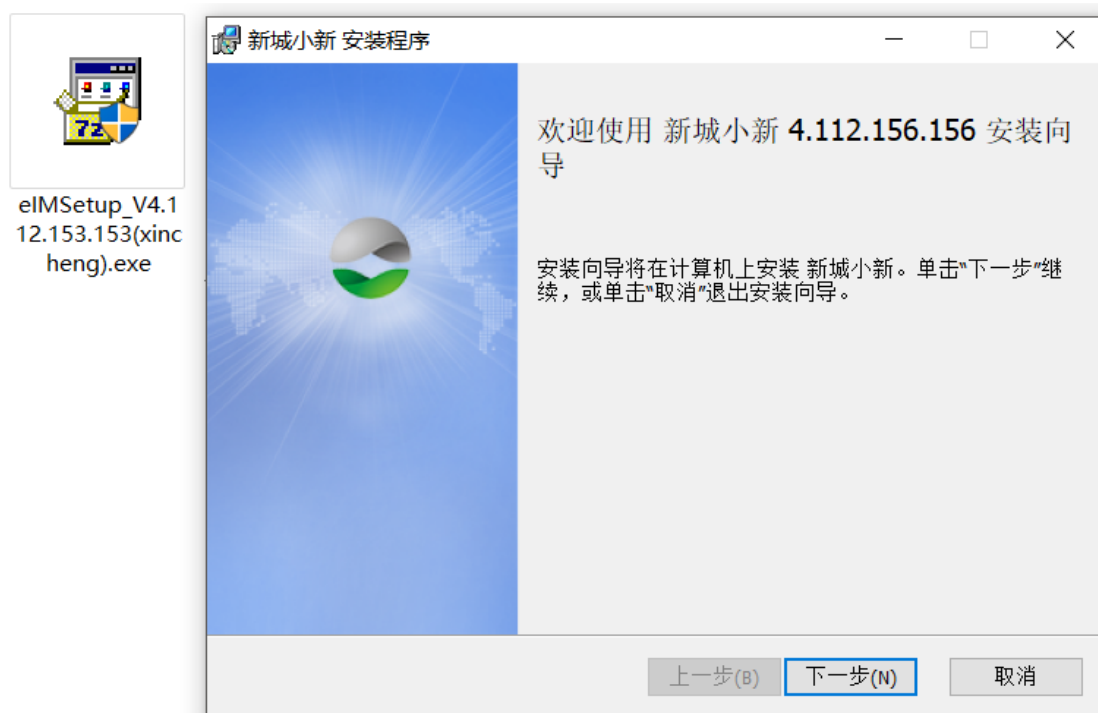 eIMSetup_V4.1
12.153.153(xinc
heng).exe
新城小新 安装程序
欢迎使用 新城小新 4.112.156.156 安装向
导
安装向导将在计算机上安装 新城小新。单击“下一步”继
续，或单击“取消”退出安装向导。
上一步(B)
下一步(N)
取消